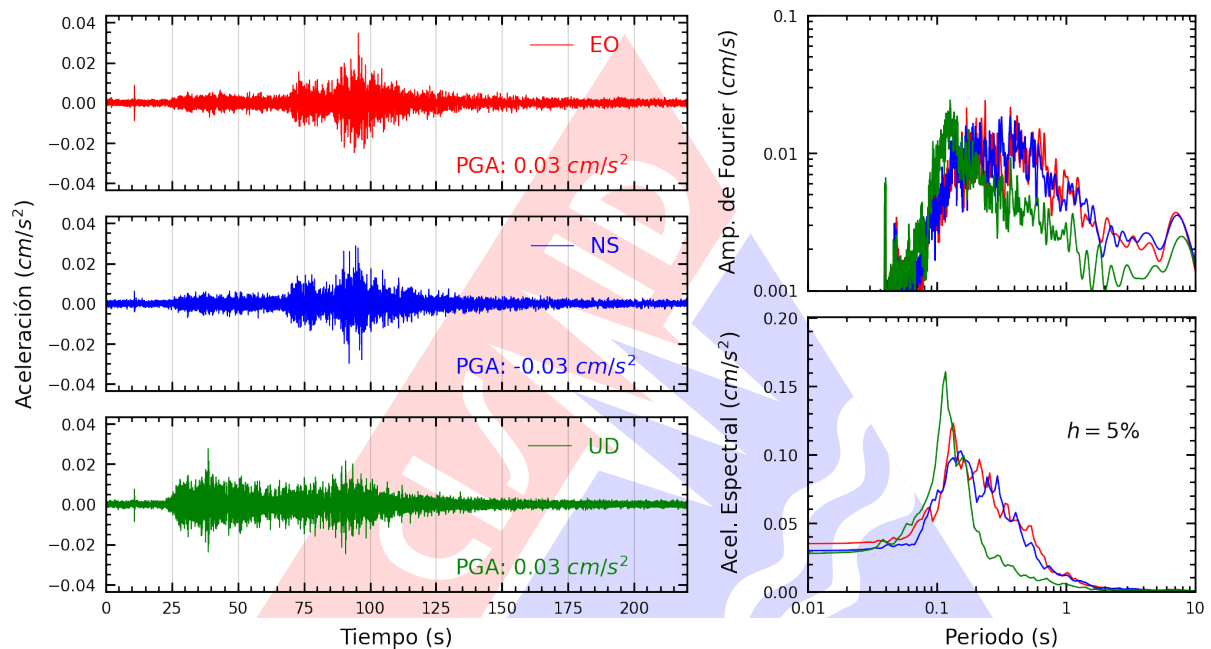 Aceleración (cm/s²)
0.04
0.02
0.00
−0.02
−0.04
EO
PGA: 0.03 cm/s²
0.04
0.02
0.00
−0.02
−0.04
NS
PGA: -0.03 cm/s²
0.04
0.02
0.00
−0.02
−0.04
UD
PGA: 0.03 cm/s²
0 25 50 75 100 125 150 175 200
Tiempo (s)
Amp. de Fourier (cm/s)
0.1
0.01
0.001
Acel. Espectral (cm/s²)
0.20
0.15
0.10
0.05
0.00
h = 5%
0.01 0.1 1 10
Periodo (s)